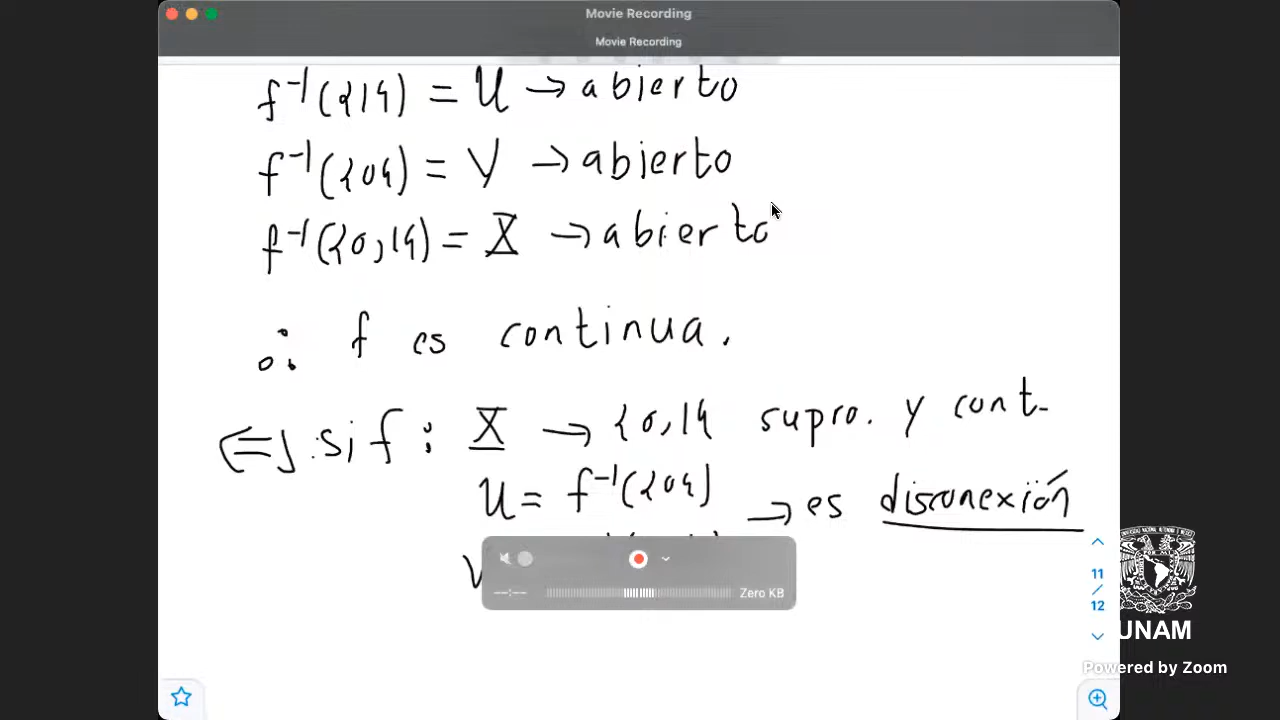 Movie Recording
Movie Recording
f⁻¹({1}) = U → abierto
f⁻¹({0}) = V → abierto
f⁻¹({0,1}) = X → abierto
∴ f es continua.
⇐). si f : X → {0,1} supro. y cont.
U = f⁻¹({0}) → es disconexión
V
Zero KB
11
/
12
UNAM
Powered by Zoom